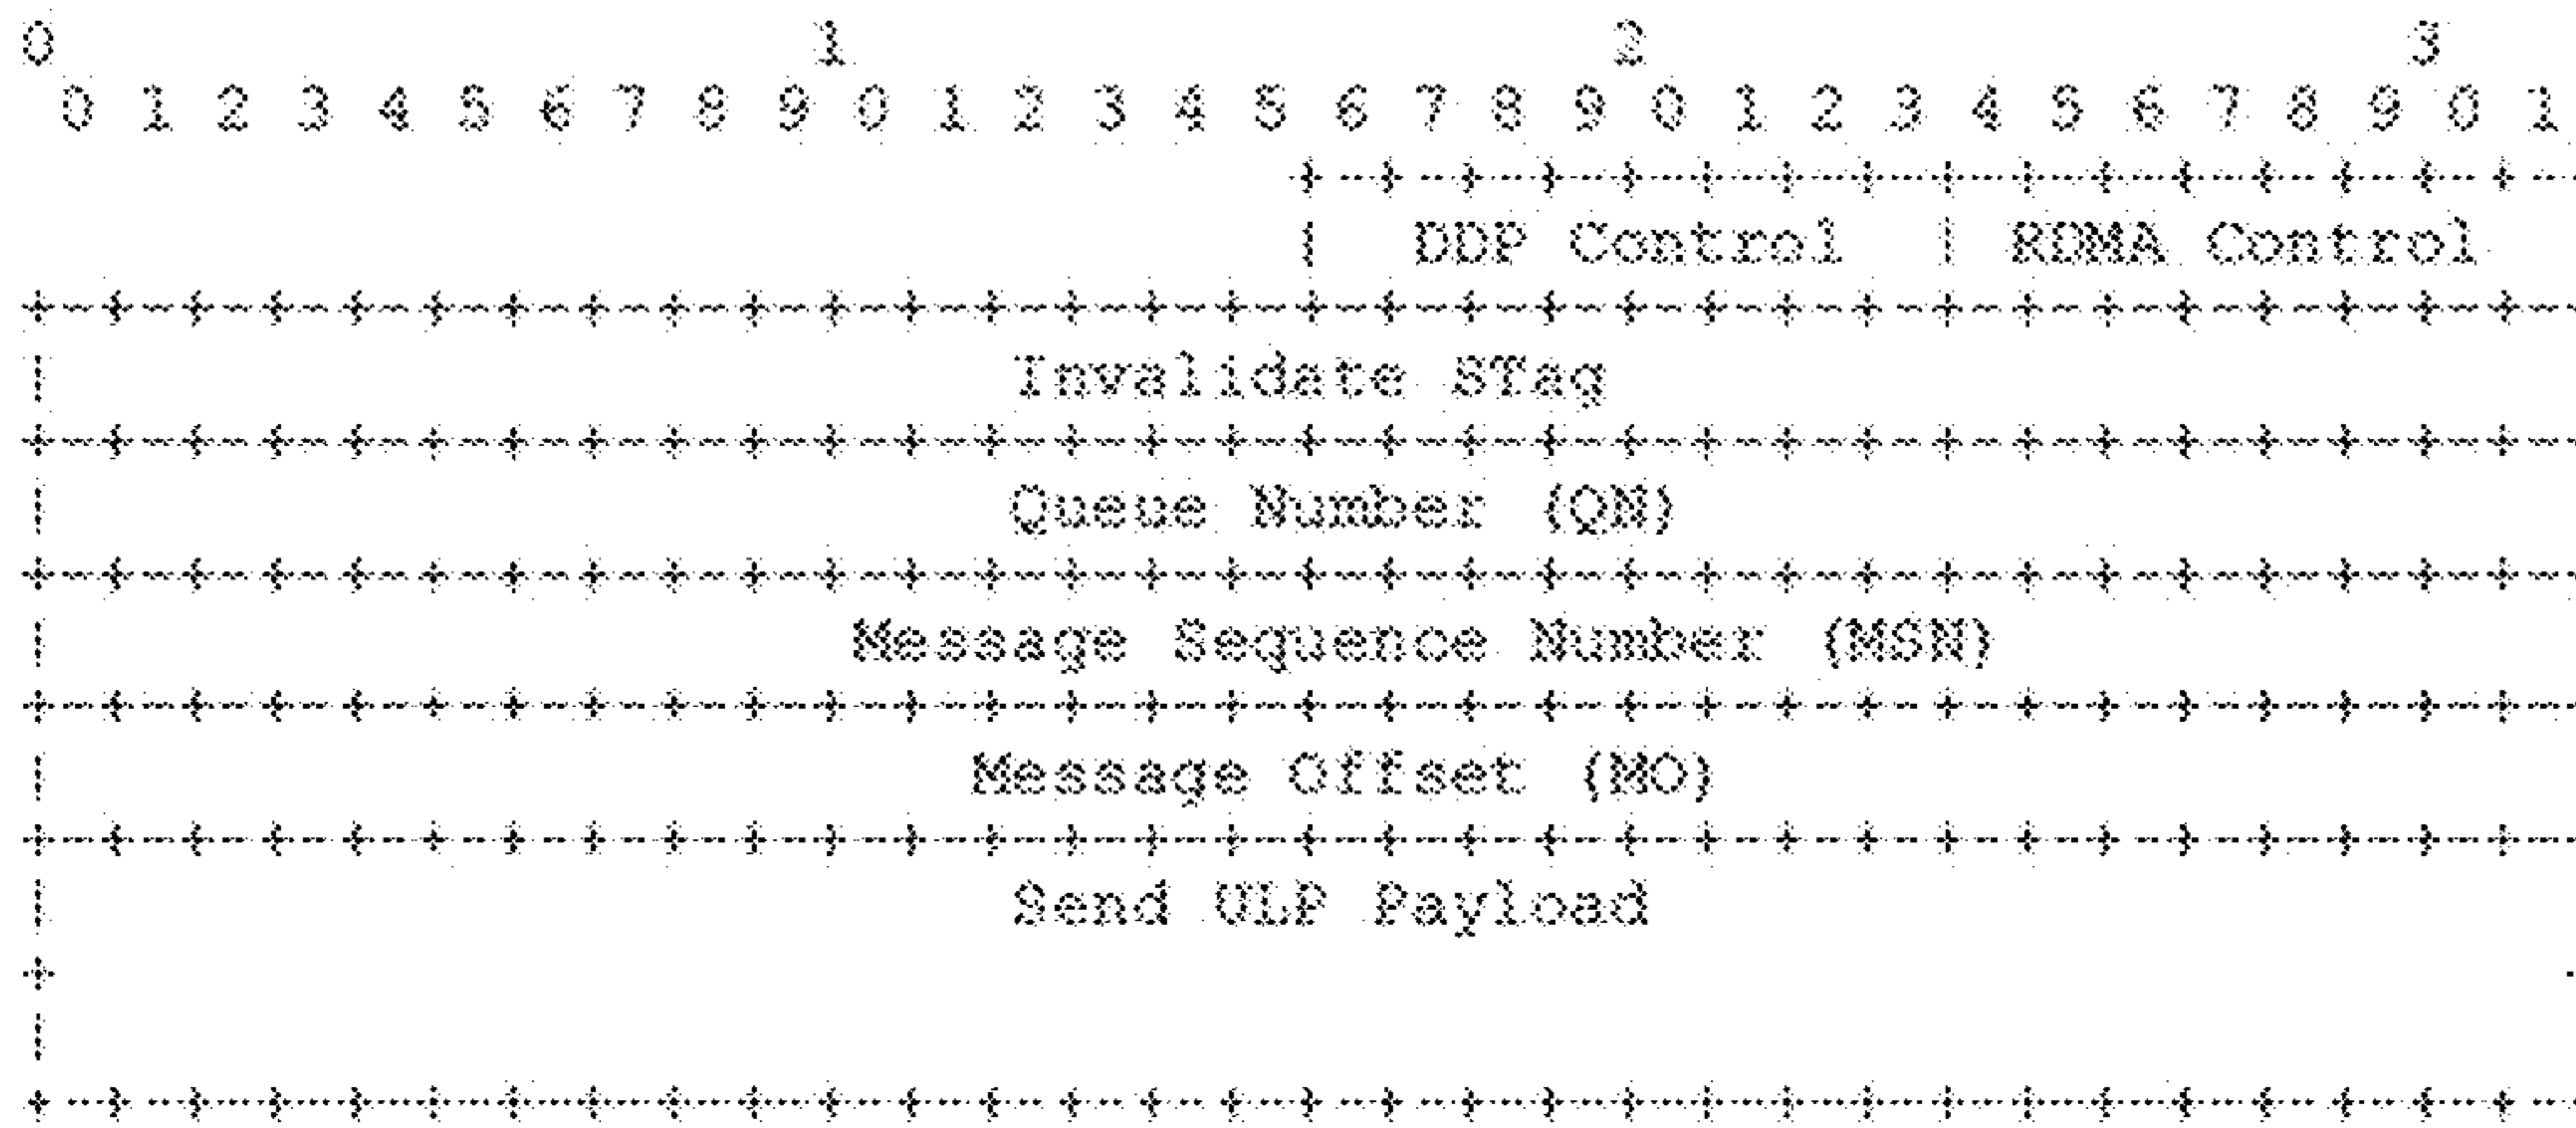 0                   1                   2                   3
 0 1 2 3 4 5 6 7 8 9 0 1 2 3 4 5 6 7 8 9 0 1 2 3 4 5 6 7 8 9 0 1
                                +-+-+-+-+-+-+-+-+-+-+-+-+-+-+-+-
                                |  DDP Control  | RDMA Control
+-+-+-+-+-+-+-+-+-+-+-+-+-+-+-+-+-+-+-+-+-+-+-+-+-+-+-+-+-+-+-+-
|                        Invalidate STag
+-+-+-+-+-+-+-+-+-+-+-+-+-+-+-+-+-+-+-+-+-+-+-+-+-+-+-+-+-+-+-+-
|                        Queue Number (QN)
+-+-+-+-+-+-+-+-+-+-+-+-+-+-+-+-+-+-+-+-+-+-+-+-+-+-+-+-+-+-+-+-
|                    Message Sequence Number (MSN)
+-+-+-+-+-+-+-+-+-+-+-+-+-+-+-+-+-+-+-+-+-+-+-+-+-+-+-+-+-+-+-+-
|                       Message Offset (MO)
+-+-+-+-+-+-+-+-+-+-+-+-+-+-+-+-+-+-+-+-+-+-+-+-+-+-+-+-+-+-+-+-
|                        Send ULP Payload
+                                                               -
|
+-+-+-+-+-+-+-+-+-+-+-+-+-+-+-+-+-+-+-+-+-+-+-+-+-+-+-+-+-+-+-+-